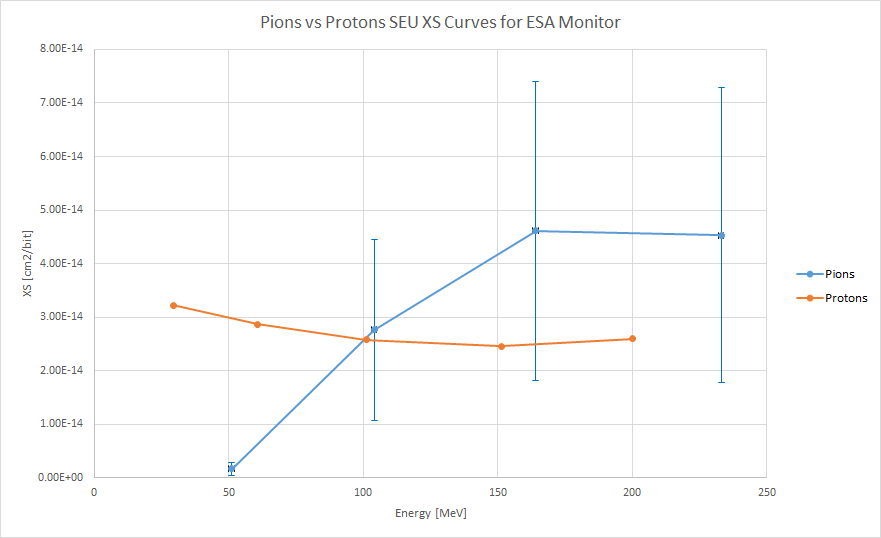 Pions vs Protons SEU XS Curves for ESA Monitor
8.00E-14
7.00E-14
6.00E-14
5.00E-14
4.00E-14
3.00E-14
2.00E-14
1.00E-14
0.00E+00
XS [cm2/bit]
0 50 100 150 200 250
Energy [MeV]
Pions
Protons